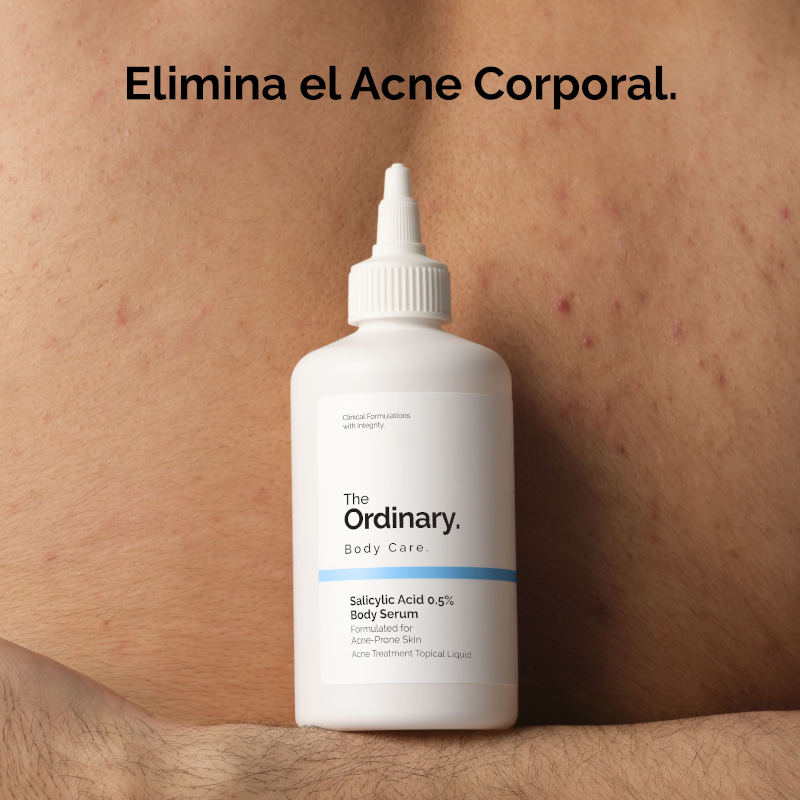 Elimina el Acne Corporal.
Clinical Formulations
with Integrity.
The
Ordinary.
Body Care.
Salicylic Acid 0.5%
Body Serum
Formulated for
Acne-Prone Skin
Acne Treatment Topical Liquid